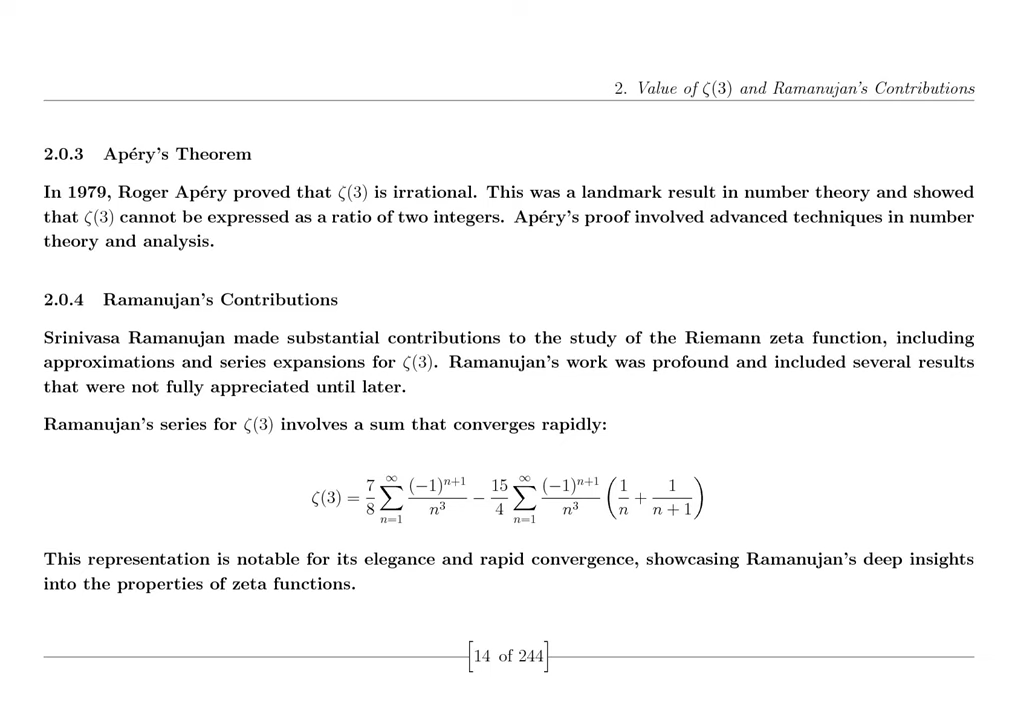 2. Value of ζ(3) and Ramanujan's Contributions
2.0.3 Apéry's Theorem
In 1979, Roger Apéry proved that ζ(3) is irrational. This was a landmark result in number theory and showed
that ζ(3) cannot be expressed as a ratio of two integers. Apéry's proof involved advanced techniques in number
theory and analysis.
2.0.4 Ramanujan's Contributions
Srinivasa Ramanujan made substantial contributions to the study of the Riemann zeta function, including
approximations and series expansions for ζ(3). Ramanujan's work was profound and included several results
that were not fully appreciated until later.
Ramanujan's series for ζ(3) involves a sum that converges rapidly:
ζ(3) = 7/8 ∑_{n=1}^{∞} (−1)^{n+1}/n^3 − 15/4 ∑_{n=1}^{∞} (−1)^{n+1}/n^3 (1/n + 1/(n+1))
This representation is notable for its elegance and rapid convergence, showcasing Ramanujan's deep insights
into the properties of zeta functions.
[14 of 244]